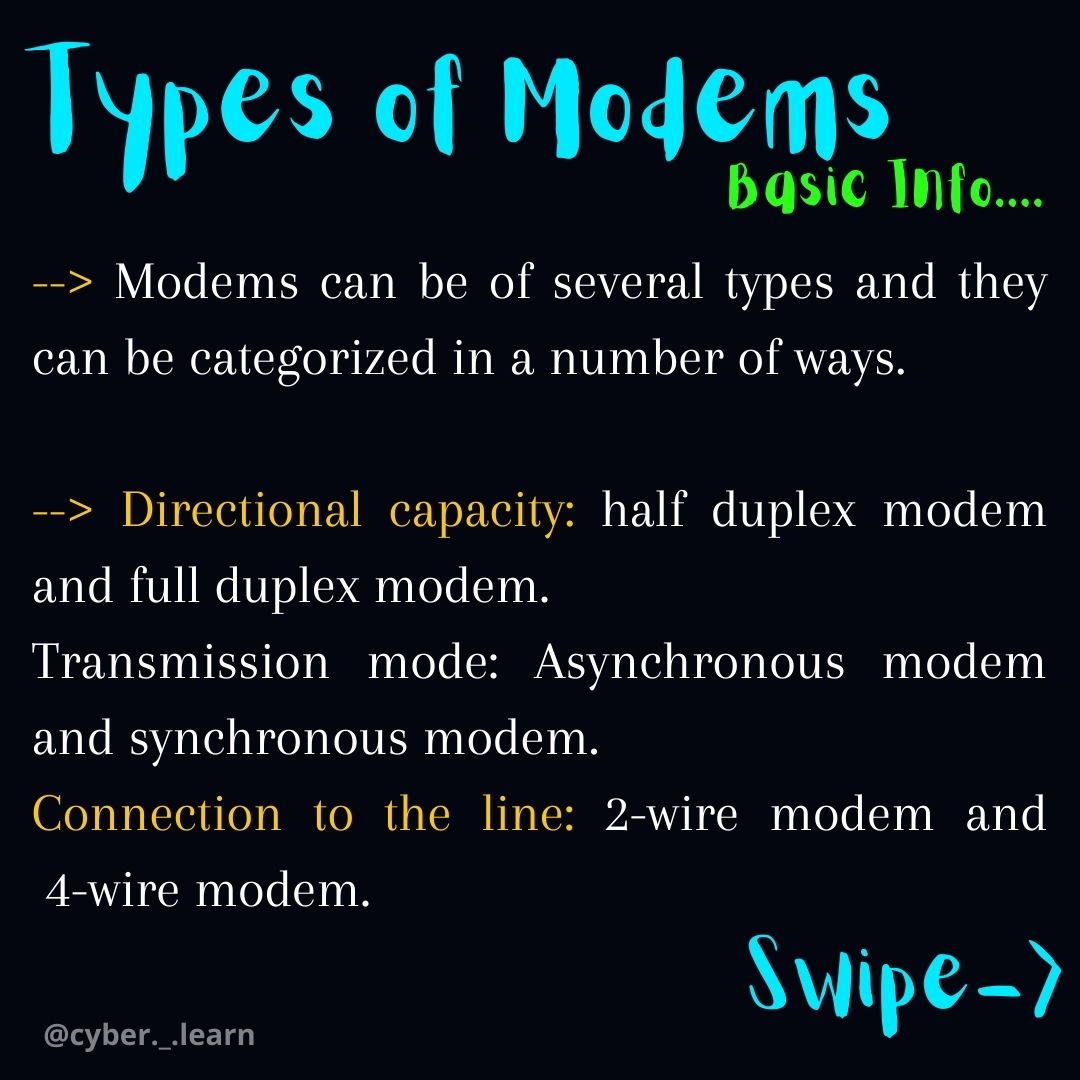 Types of Modems
Basic Info....
--> Modems can be of several types and they
can be categorized in a number of ways.
--> Directional capacity: half duplex modem
and full duplex modem.
Transmission mode: Asynchronous modem
and synchronous modem.
Connection to the line: 2-wire modem and
4-wire modem.
Swipe->
@cyber._.learn